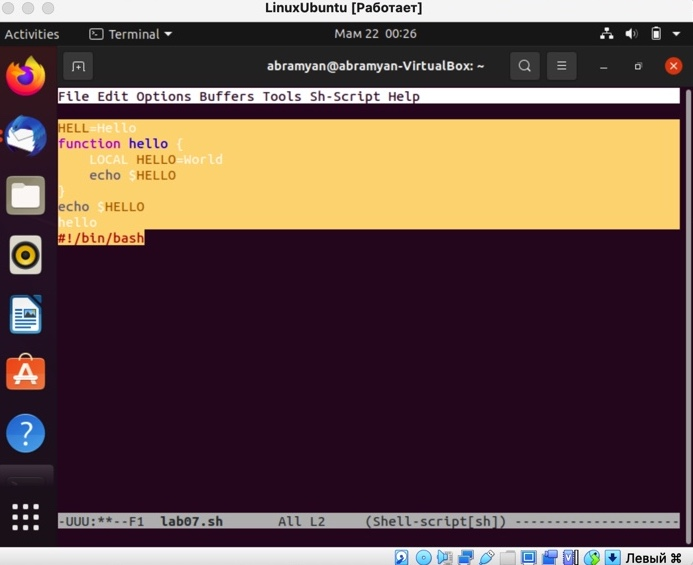 LinuxUbuntu [Работает]
Activities Terminal Мам 22 00:26
abramyan@abramyan-VirtualBox: ~
File Edit Options Buffers Tools Sh-Script Help
HELL=Hello
function hello {
    LOCAL HELLO=World
    echo $HELLO
}
echo $HELLO
hello
#!/bin/bash
-UUU:**--F1 lab07.sh All L2 (Shell-script[sh]) ---------------------
Левый ⌘